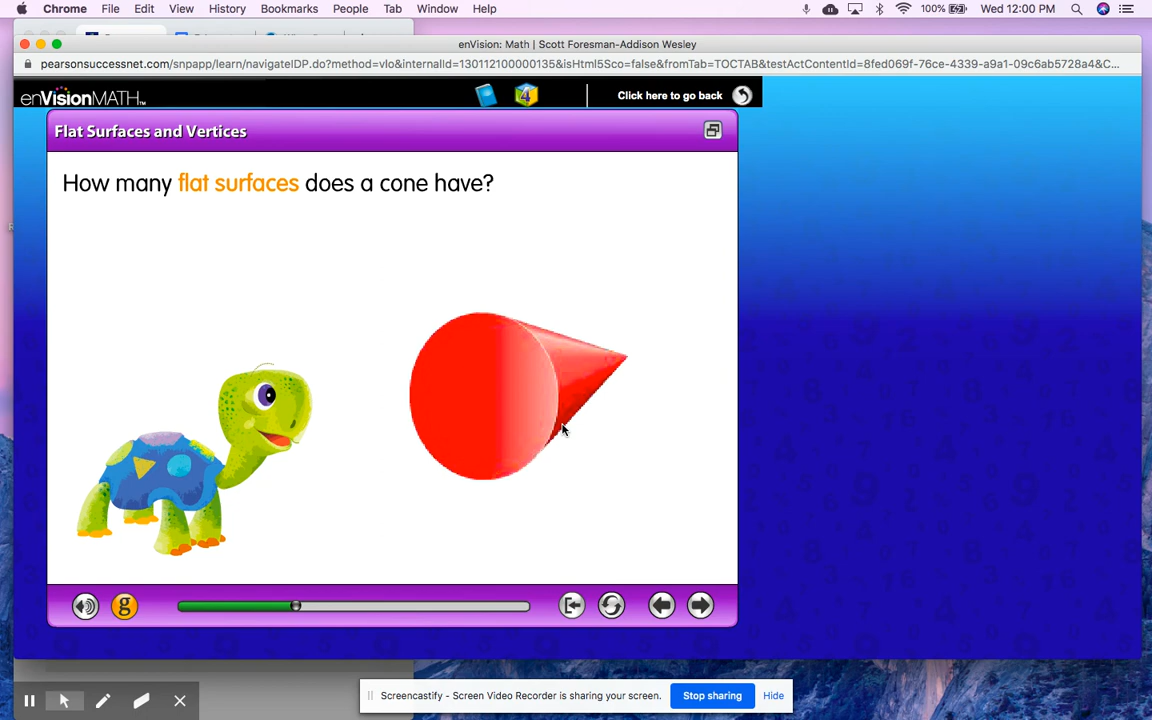 Chrome File Edit View History Bookmarks People Tab Window Help 100% Wed 12:00 PM
enVision: Math | Scott Foresman-Addison Wesley
pearsonsuccessnet.com/snpapp/learn/navigateIDP.do?method=vlo&internalId=130112100000135&isHtml5Sco=false&fromTab=TOCTAB&testActContentId=8fed069f-76ce-4339-a9a1-09c6ab5728a4&C...
enVisionMATH™ 4 Click here to go back
Flat Surfaces and Vertices
How many flat surfaces does a cone have?
g
Screencastify - Screen Video Recorder is sharing your screen. Stop sharing Hide